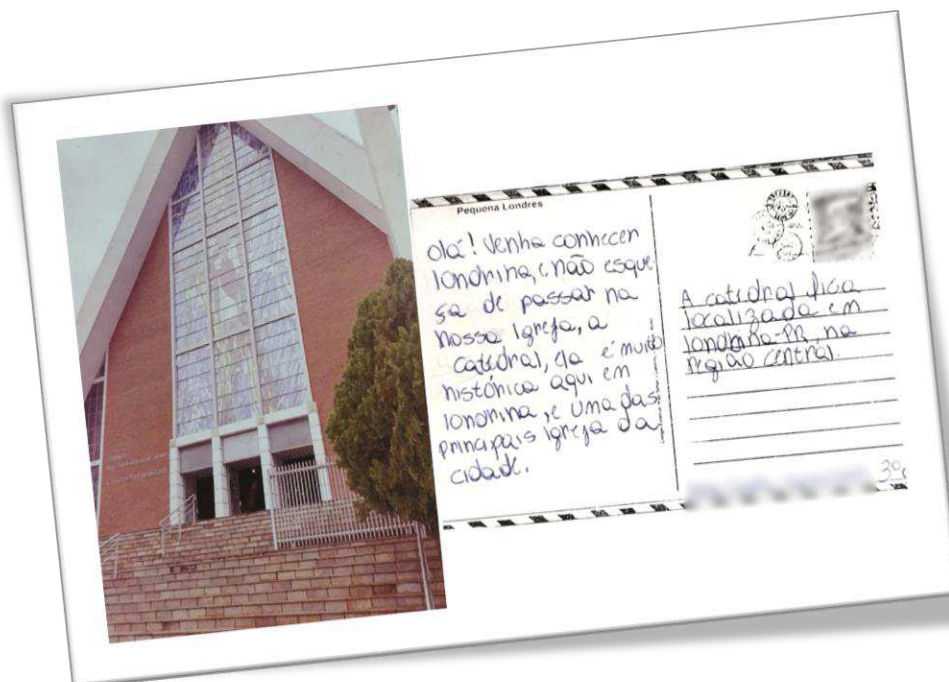 Pequena Londres
Olá! Venha conhecer
londrina, e não esque
sa de passar na
nossa Igreja, a
catedral, ela é muito
histórica aqui em
londrina, e uma das
principais igreja da
cidade.
A catedral fica
localizada em
londrina-PR, na
região central.